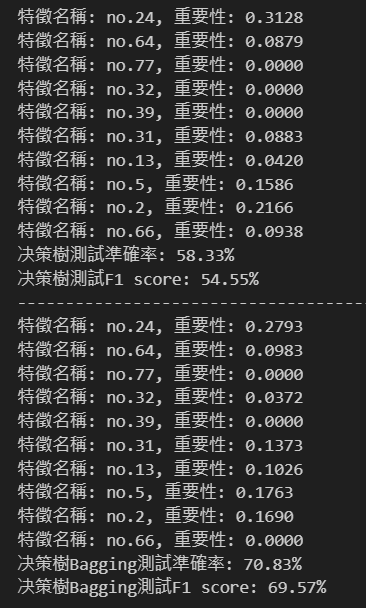 特徵名稱: no.24, 重要性: 0.3128
特徵名稱: no.64, 重要性: 0.0879
特徵名稱: no.77, 重要性: 0.0000
特徵名稱: no.32, 重要性: 0.0000
特徵名稱: no.39, 重要性: 0.0000
特徵名稱: no.31, 重要性: 0.0883
特徵名稱: no.13, 重要性: 0.0420
特徵名稱: no.5, 重要性: 0.1586
特徵名稱: no.2, 重要性: 0.2166
特徵名稱: no.66, 重要性: 0.0938
決策樹測試準確率: 58.33%
決策樹測試F1 score: 54.55%
-------------------------------------
特徵名稱: no.24, 重要性: 0.2793
特徵名稱: no.64, 重要性: 0.0983
特徵名稱: no.77, 重要性: 0.0000
特徵名稱: no.32, 重要性: 0.0372
特徵名稱: no.39, 重要性: 0.0000
特徵名稱: no.31, 重要性: 0.1373
特徵名稱: no.13, 重要性: 0.1026
特徵名稱: no.5, 重要性: 0.1763
特徵名稱: no.2, 重要性: 0.1690
特徵名稱: no.66, 重要性: 0.0000
決策樹Bagging測試準確率: 70.83%
決策樹Bagging測試F1 score: 69.57%